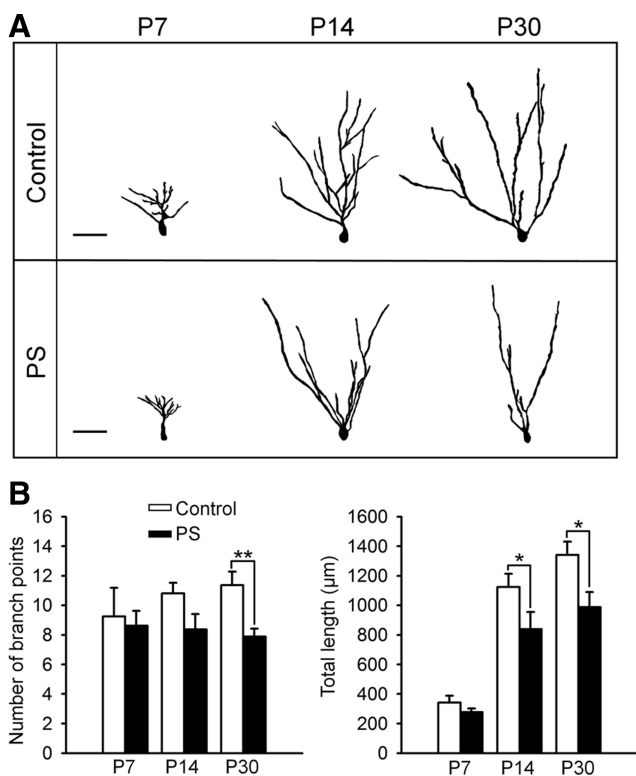 A
P7 P14 P30
Control
PS
B
Control
PS
Number of branch points
16
14
12
10
8
6
4
2
0
**
P7 P14 P30
Total length (µm)
1600
1400
1200
1000
800
600
400
200
0
*
*
P7 P14 P30